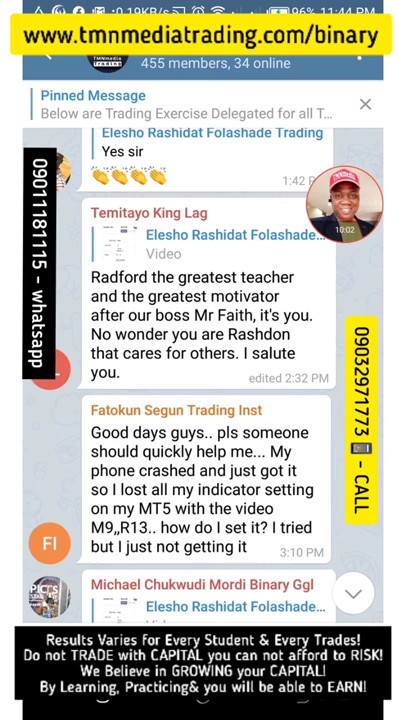 :0.19KB/s 96% 11:44 PM
www.tmnmediatrading.com/binary
TMNmedia
Trading
455 members, 34 online
Pinned Message
Below are Trading Exercise Delegated for all T...
Elesho Rashidat Folashade Trading
Yes sir
👏👏👏👏
1:42 P
10:02
Temitayo King Lag
Elesho Rashidat Folashade...
Video
Radford the greatest teacher
and the greatest motivator
after our boss Mr Faith, it's you.
No wonder you are Rashdon
that cares for others. I salute
you.
edited 2:32 PM
09011181115 - whatsapp
09032971773 📱 - CALL
Fatokun Segun Trading Inst
Good days guys.. pls someone
should quickly help me... My
phone crashed and just got it
so I lost all my indicator setting
on my MT5 with the video
M9,,R13.. how do I set it? I tried
but I just not getting it
3:10 PM
FI
Michael Chukwudi Mordi Binary Ggl
Elesho Rashidat Folashade...
Results Varies for Every Student & Every Trades!
Do not TRADE with CAPITAL you can not afford to RISK!
We Believe in GROWING your CAPITAL!
By Learning, Practicing& you will be able to EARN!